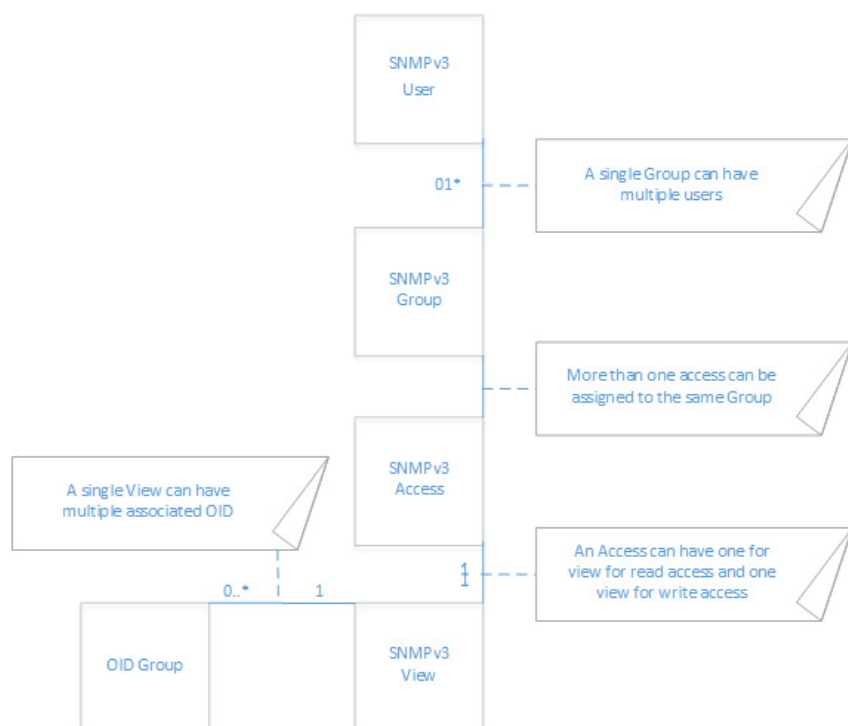 SNMPv3
User
01*
A single Group can have
multiple users
SNMPv3
Group
More than one access can be
assigned to the same Group
SNMPv3
Access
A single View can have
multiple associated OID
An Access can have one for
view for read access and one
view for write access
1
1
0..*
1
OID Group
SNMPv3
View